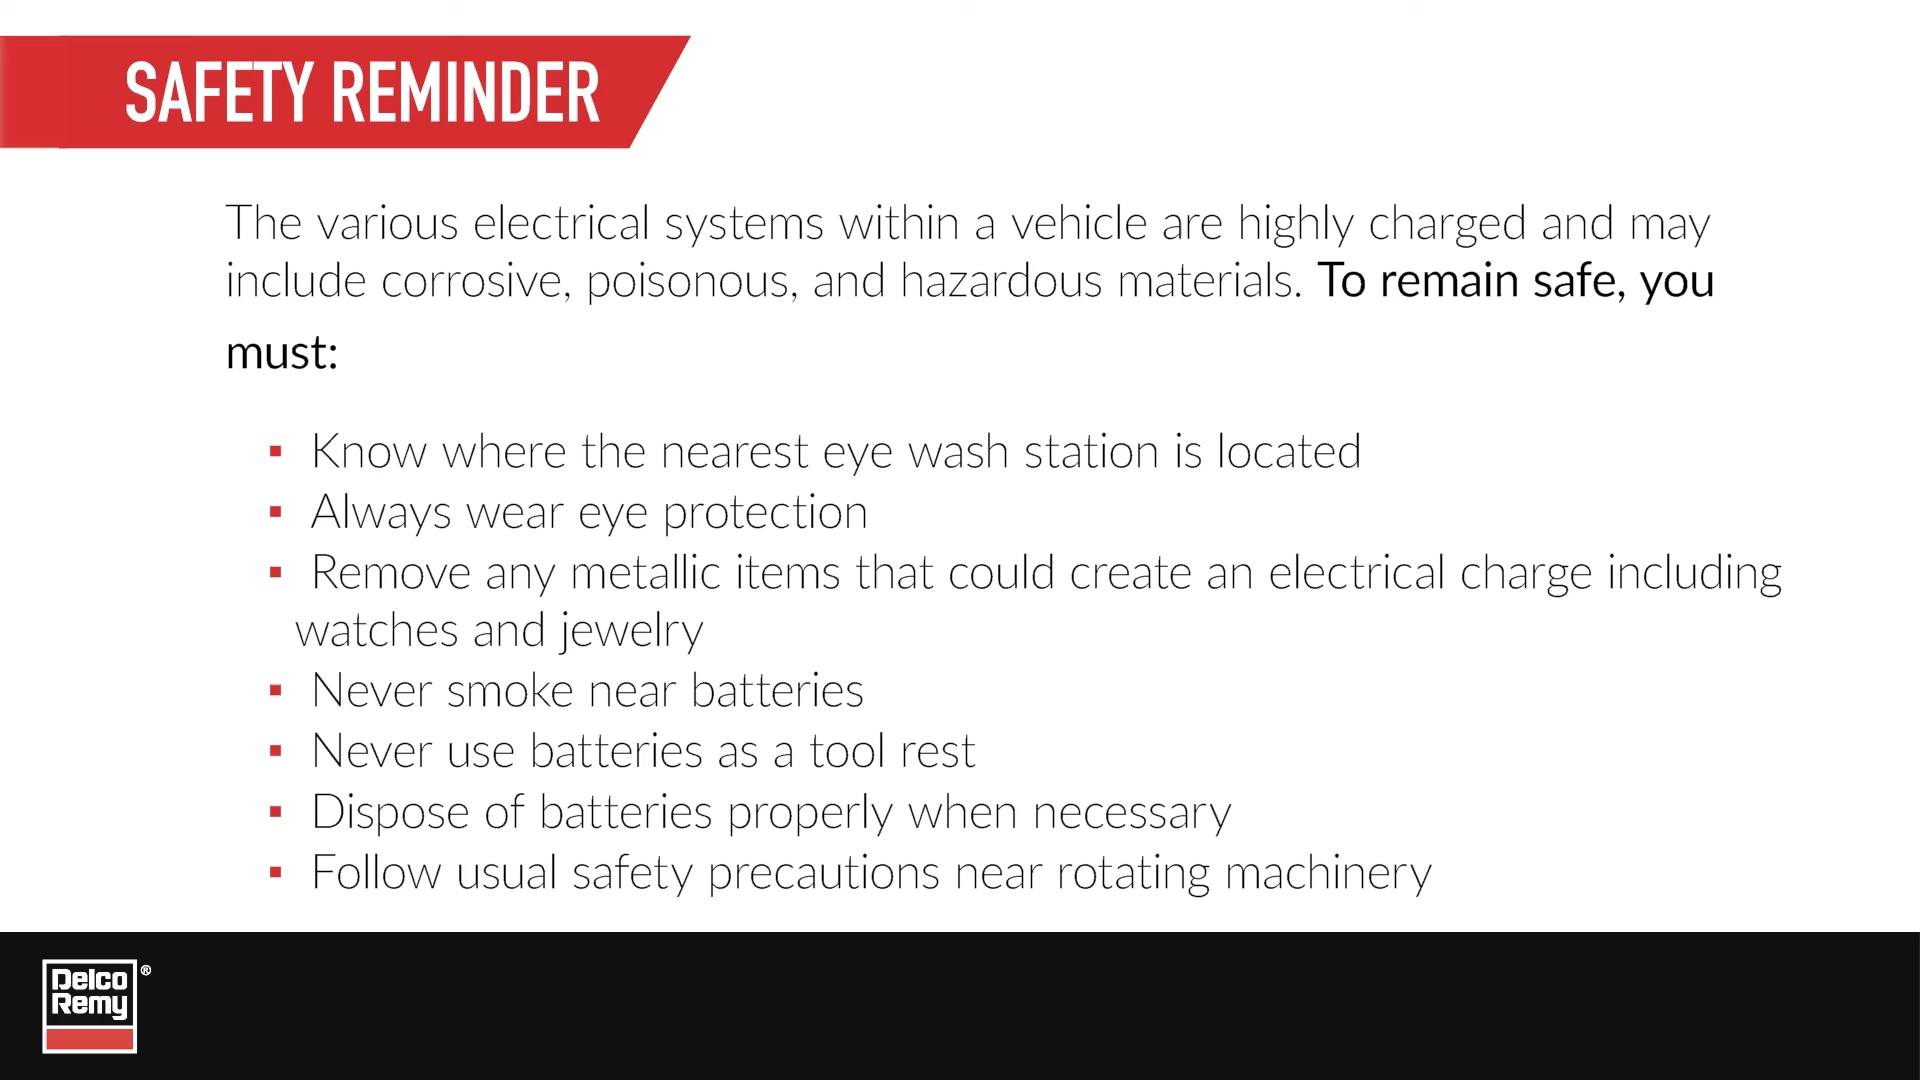 SAFETY REMINDER
The various electrical systems within a vehicle are highly charged and may
include corrosive, poisonous, and hazardous materials. To remain safe, you
must:
▪ Know where the nearest eye wash station is located
▪ Always wear eye protection
▪ Remove any metallic items that could create an electrical charge including
watches and jewelry
▪ Never smoke near batteries
▪ Never use batteries as a tool rest
▪ Dispose of batteries properly when necessary
▪ Follow usual safety precautions near rotating machinery
Delco ®
Remy